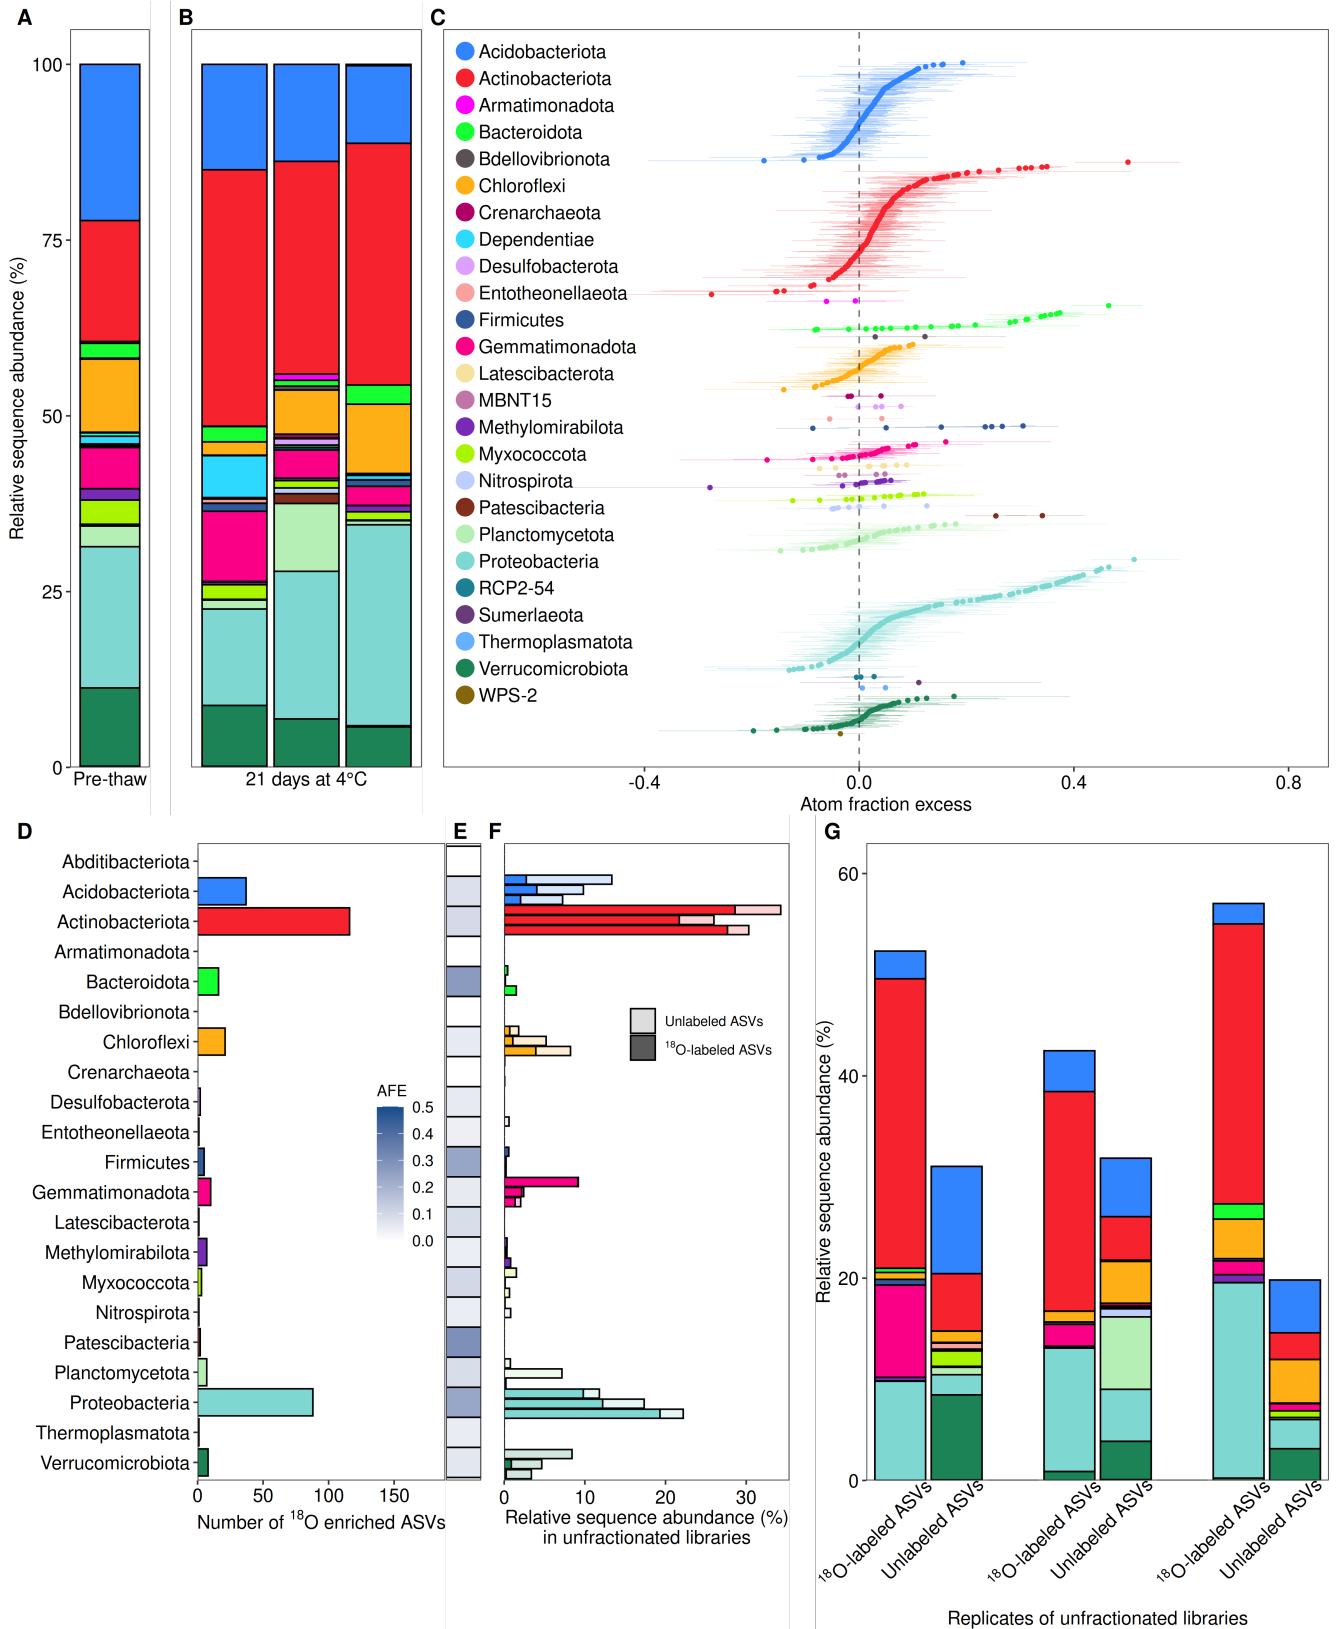 A
B
C
Relative sequence abundance (%)
100
75
50
25
0
Pre-thaw
21 days at 4°C
Acidobacteriota
Actinobacteriota
Armatimonadota
Bacteroidota
Bdellovibrionota
Chloroflexi
Crenarchaeota
Dependentiae
Desulfobacterota
Entotheonellaeota
Firmicutes
Gemmatimonadota
Latescibacterota
MBNT15
Methylomirabilota
Myxococcota
Nitrospirota
Patescibacteria
Planctomycetota
Proteobacteria
RCP2-54
Sumerlaeota
Thermoplasmatota
Verrucomicrobiota
WPS-2
-0.4 0.0 0.4 0.8
Atom fraction excess
D
E
F
G
Abditibacteriota
Acidobacteriota
Actinobacteriota
Armatimonadota
Bacteroidota
Bdellovibrionota
Chloroflexi
Crenarchaeota
Desulfobacterota
Entotheonellaeota
Firmicutes
Gemmatimonadota
Latescibacterota
Methylomirabilota
Myxococcota
Nitrospirota
Patescibacteria
Planctomycetota
Proteobacteria
Thermoplasmatota
Verrucomicrobiota
0 50 100 150
Number of ¹⁸O enriched ASVs
AFE
0.5
0.4
0.3
0.2
0.1
0.0
Unlabeled ASVs
¹⁸O-labeled ASVs
0 10 20 30
Relative sequence abundance (%)
in unfractionated libraries
Relative sequence abundance (%)
60
40
20
0
¹⁸O-labeled ASVs
Unlabeled ASVs
¹⁸O-labeled ASVs
Unlabeled ASVs
¹⁸O-labeled ASVs
Unlabeled ASVs
Replicates of unfractionated libraries